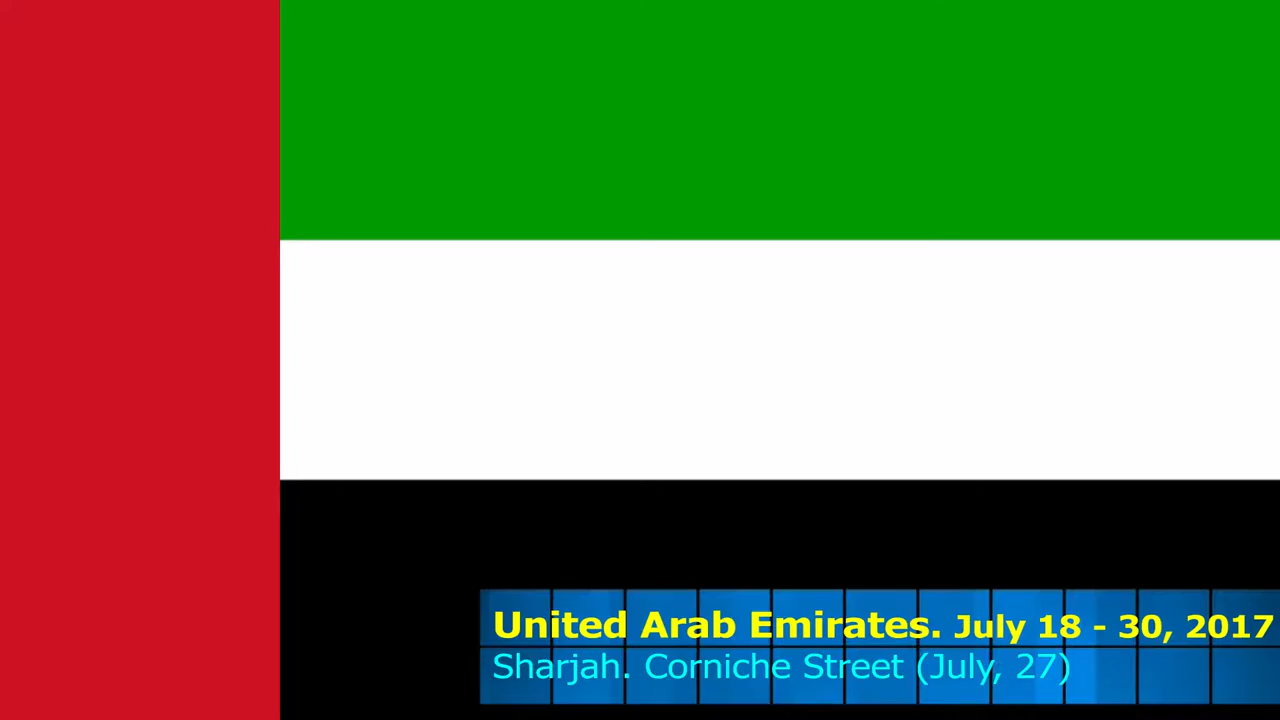 United Arab Emirates. July 18 - 30, 2017
Sharjah. Corniche Street (July, 27)